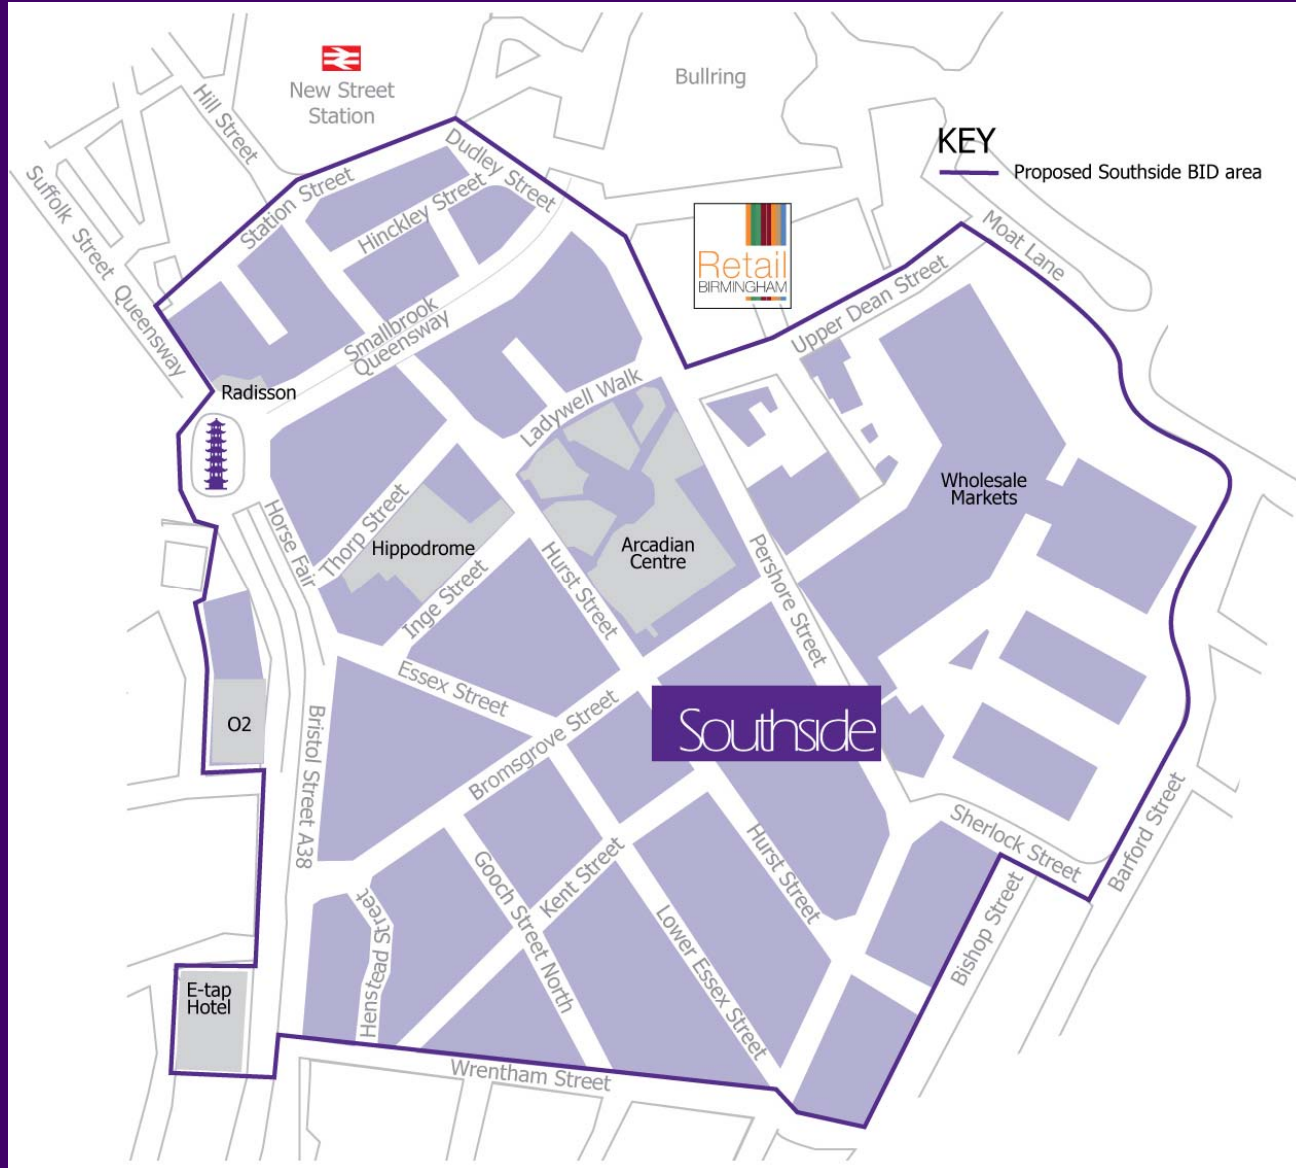 New Street
Station
Bullring
KEY
Proposed Southside BID area
Hill Street
Dudley Street
Suffolk Street Queensway
Station Street
Hinckley Street
Moat Lane
Retail
BIRMINGHAM
Upper Dean Street
Smallbrook
Queensway
Radisson
Ladywell Walk
Wholesale
Markets
Horse Fair
Thorp Street
Hippodrome
Inge Street
Hurst Street
Arcadian
Centre
Pershore Street
Essex Street
O2
Bristol Street A38
Bromsgrove Street
Southside
Sherlock Street
Barford Street
Hurst Street
Gooch Street North
Kent Street
Henstead Street
Lower Essex Street
Bishop Street
E-tap
Hotel
Wrentham Street